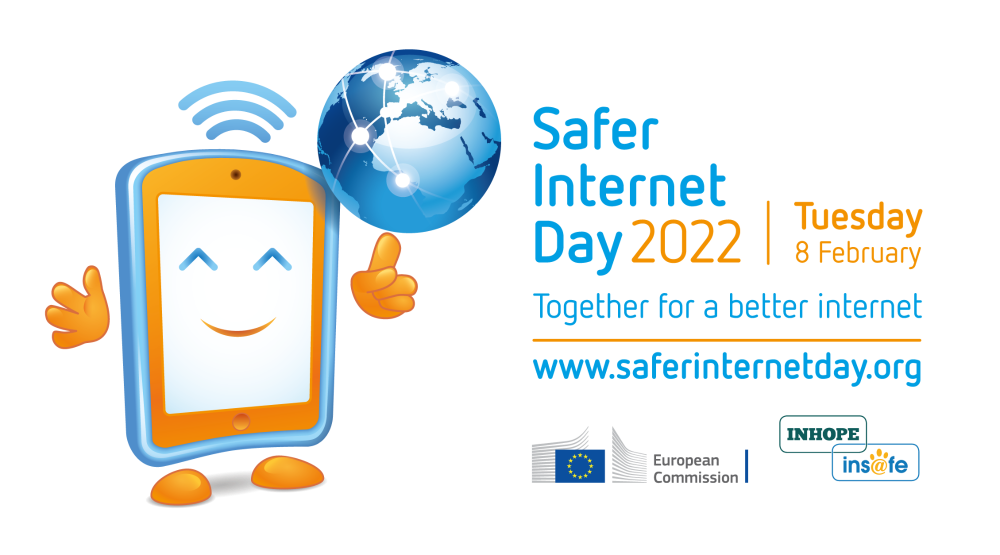 Safer
Internet
Day 2022
Tuesday
8 February
Together for a better internet
www.saferinternetday.org
European
Commission
INHOPE
ins@fe